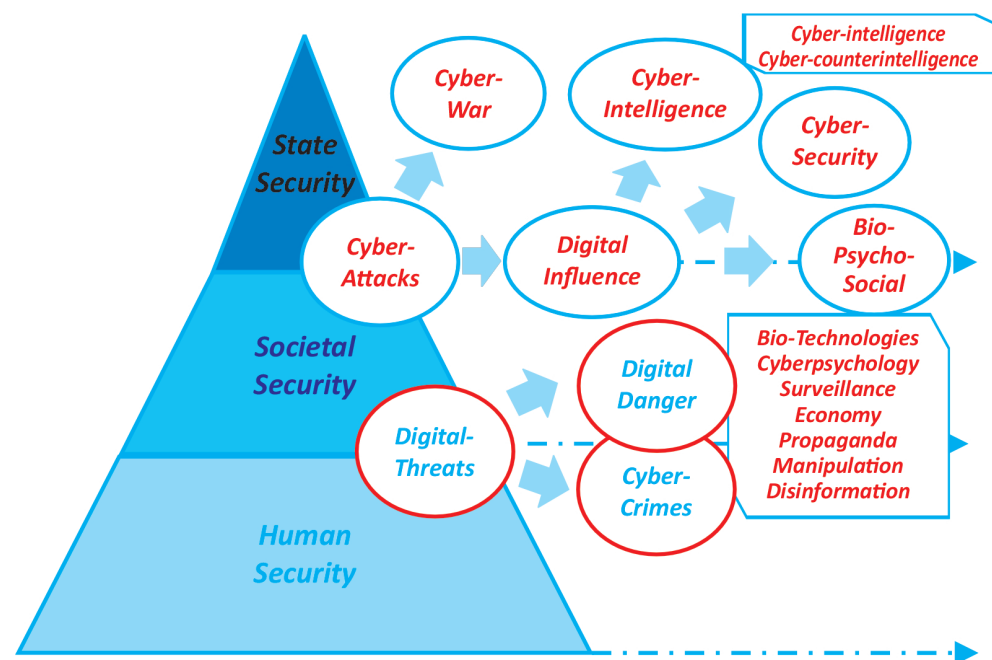 Cyber-intelligence
Cyber-counterintelligence
Cyber-
War
Cyber-
Intelligence
Cyber-
Security
State
Security
Cyber-
Attacks
Digital
Influence
Bio-
Psycho-
Social
Societal
Security
Digital-
Threats
Digital
Danger
Cyber-
Crimes
Bio-Technologies
Cyberpsychology
Surveillance
Economy
Propaganda
Manipulation
Disinformation
Human
Security